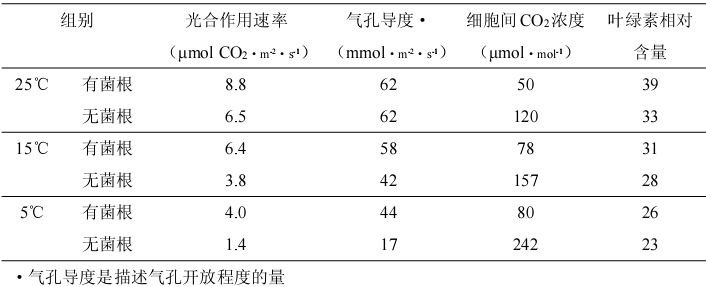 组别 光合作用速率 气孔导度· 细胞间CO2浓度 叶绿素相对
(μmol CO2·m-2·s-1) (mmol·m-2·s-1) (μmol·mol-1) 含量
25℃ 有菌根 8.8 62 50 39
无菌根 6.5 62 120 33
15℃ 有菌根 6.4 58 78 31
无菌根 3.8 42 157 28
5℃ 有菌根 4.0 44 80 26
无菌根 1.4 17 242 23
·气孔导度是描述气孔开放程度的量